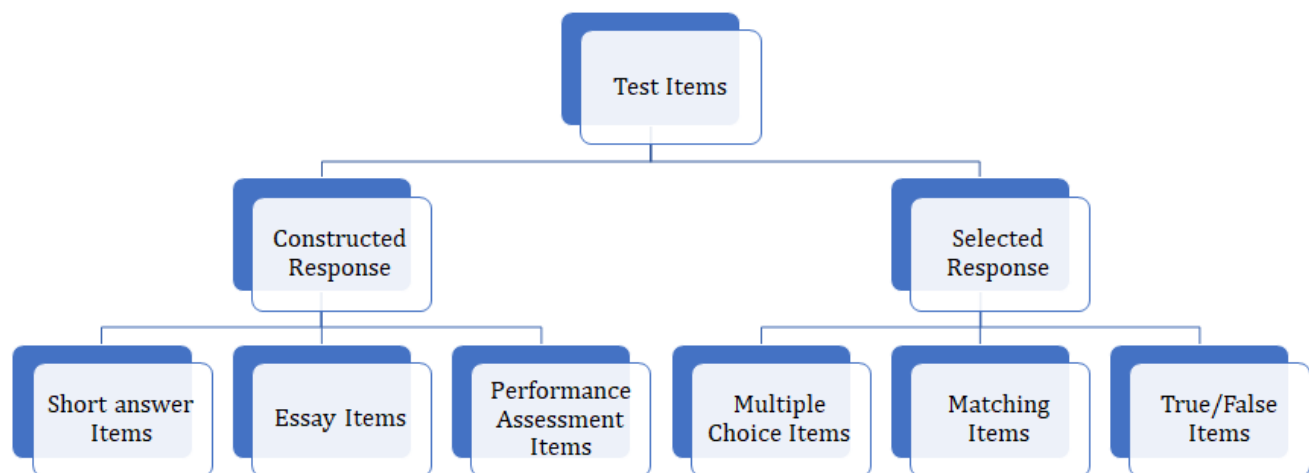 Test Items
Constructed
Response
Selected
Response
Short answer
Items
Essay Items
Performance
Assessment
Items
Multiple
Choice Items
Matching
Items
True/False
Items